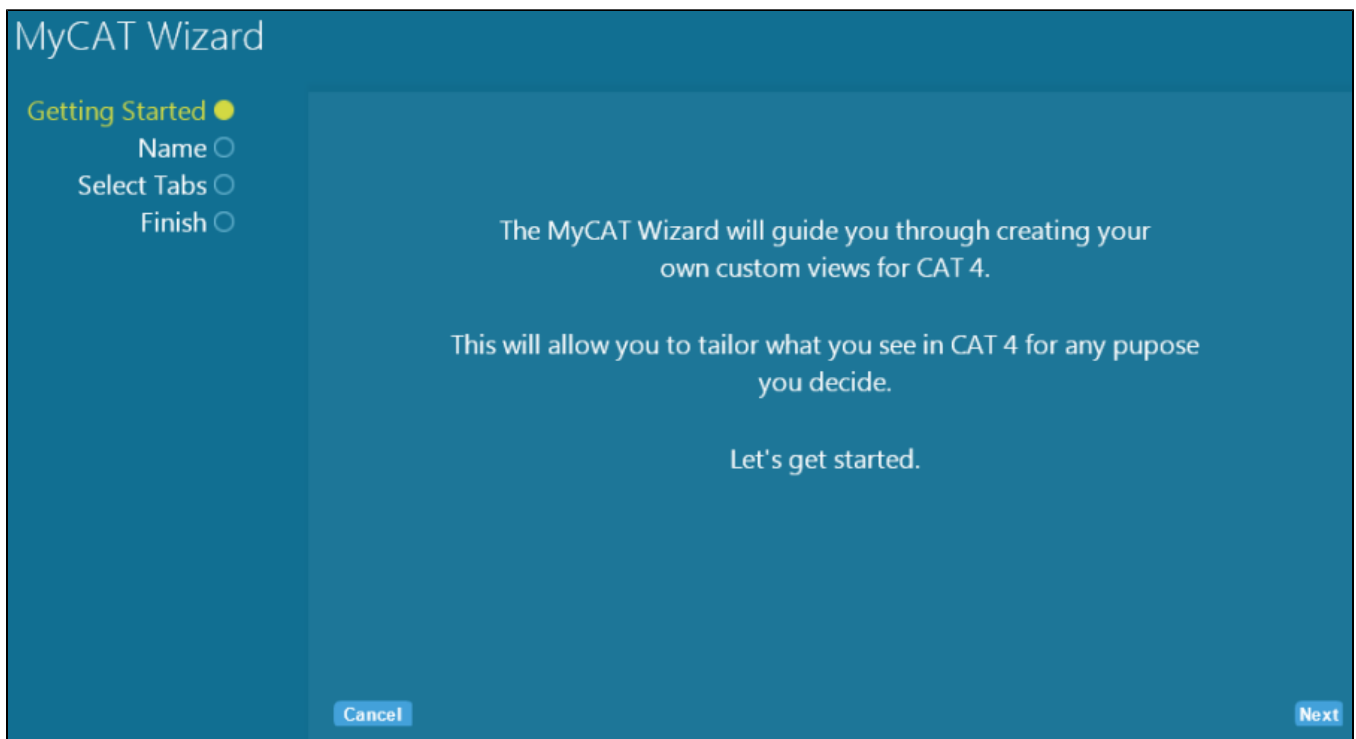 MyCAT Wizard
Getting Started
Name
Select Tabs
Finish
The MyCAT Wizard will guide you through creating your
own custom views for CAT 4.
This will allow you to tailor what you see in CAT 4 for any pupose
you decide.
Let's get started.
Cancel
Next